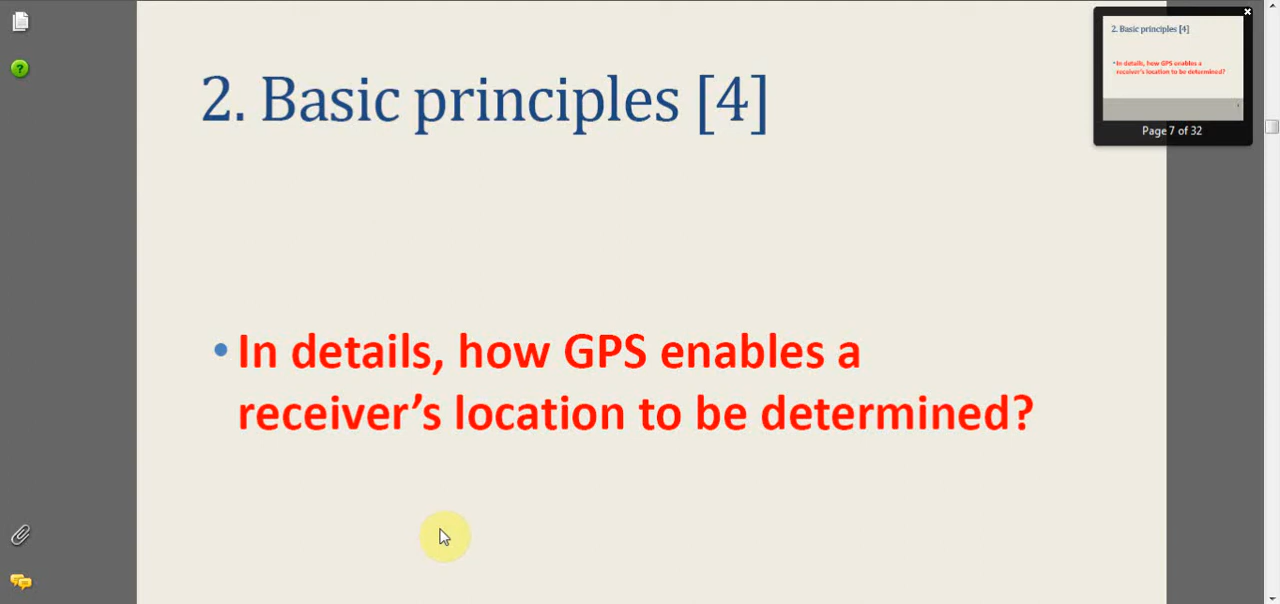 2. Basic principles [4]
• In details, how GPS enables a
receiver’s location to be determined?
2. Basic principles [4]
• In details, how GPS enables a
receiver’s location to be determined?
Page 7 of 32